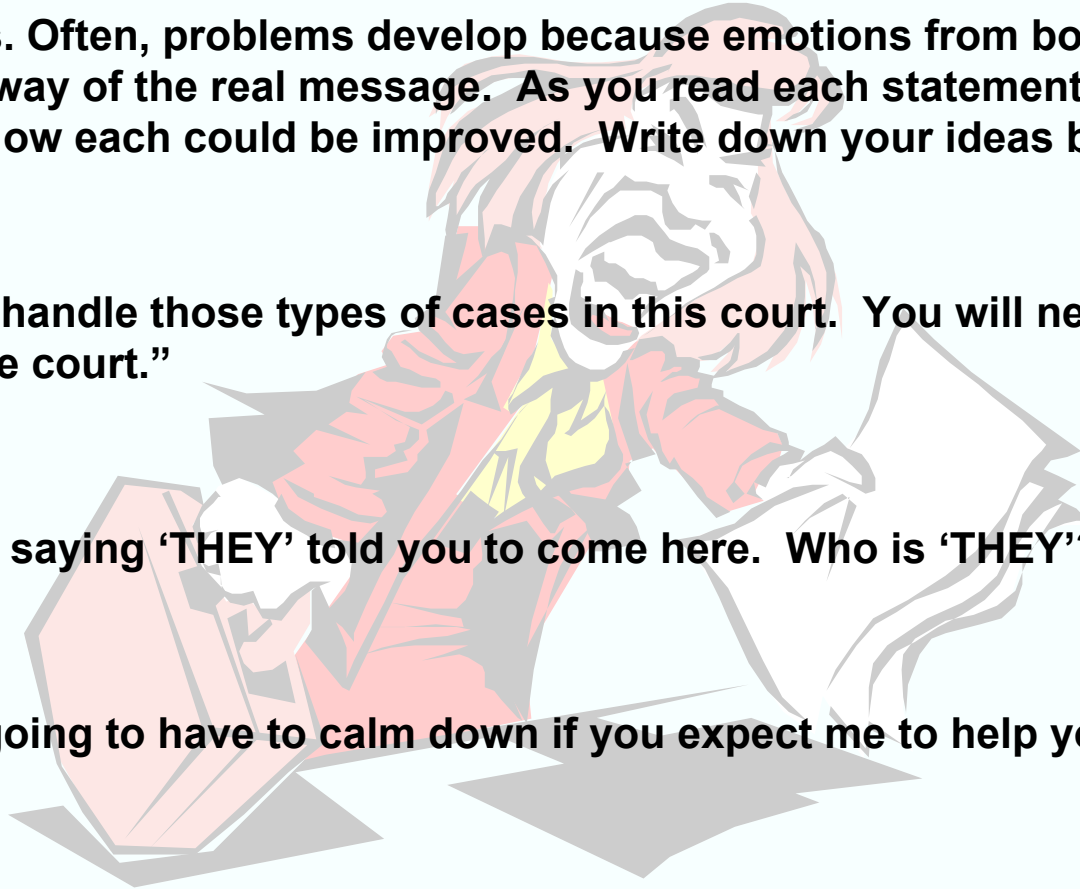 s. Often, problems develop because emotions from bo
way of the real message. As you read each statement
ow each could be improved. Write down your ideas b
handle those types of cases in this court. You will ne
e court.”
saying ‘THEY’ told you to come here. Who is ‘THEY’?
going to have to calm down if you expect me to help yo